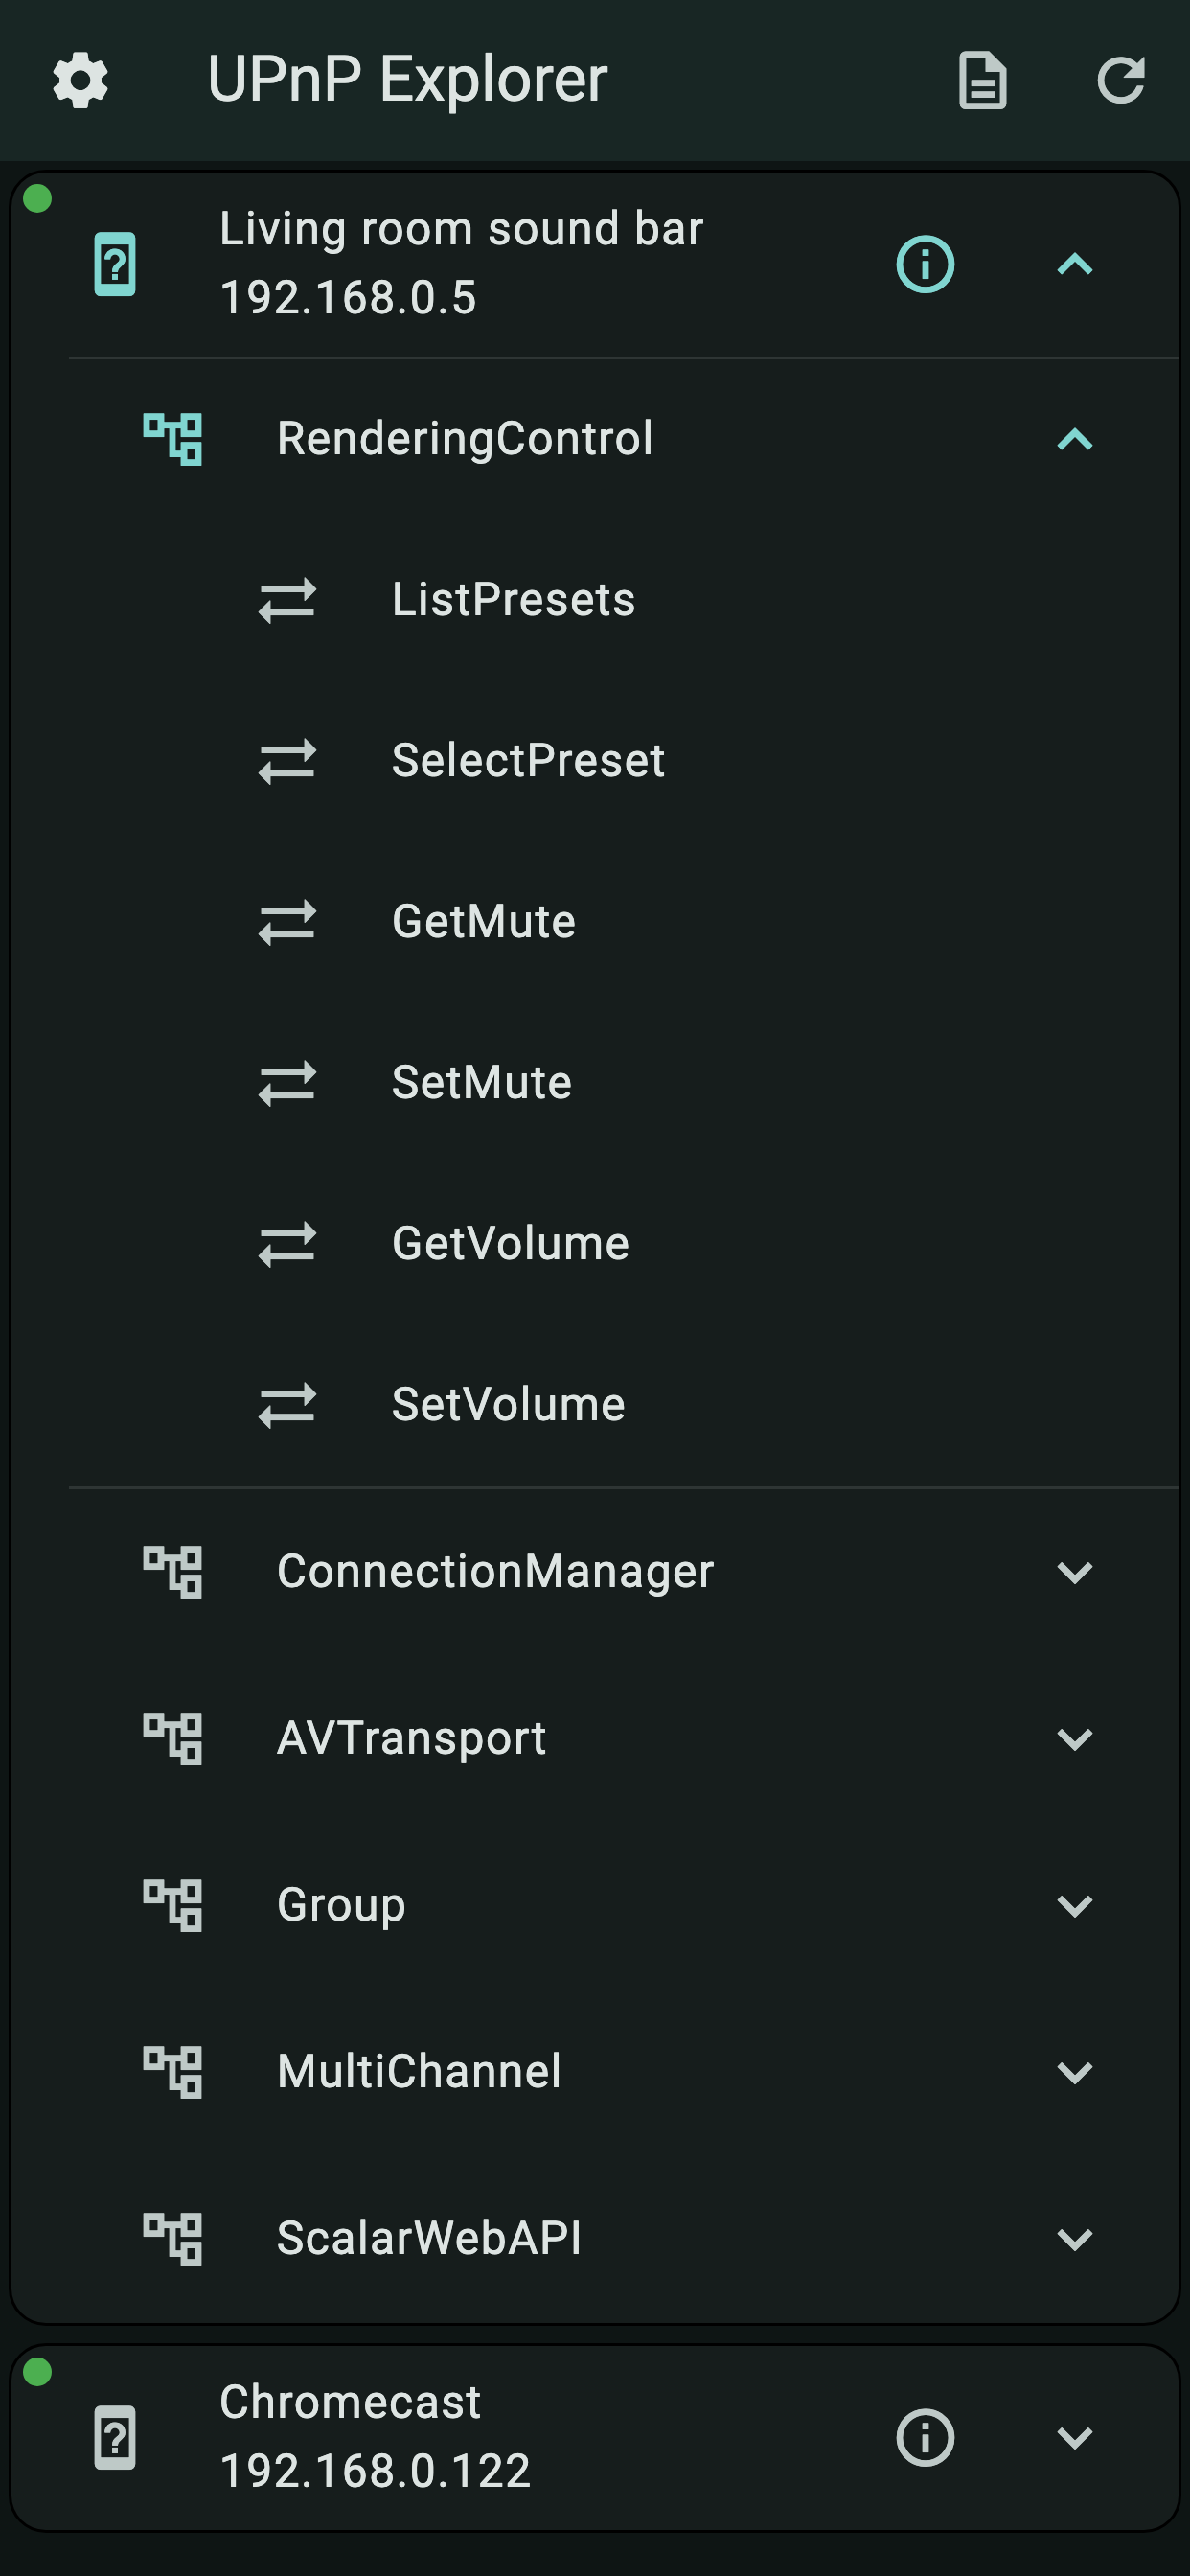 UPnP Explorer
Living room sound bar
192.168.0.5
RenderingControl
ListPresets
SelectPreset
GetMute
SetMute
GetVolume
SetVolume
ConnectionManager
AVTransport
Group
MultiChannel
ScalarWebAPI
Chromecast
192.168.0.122